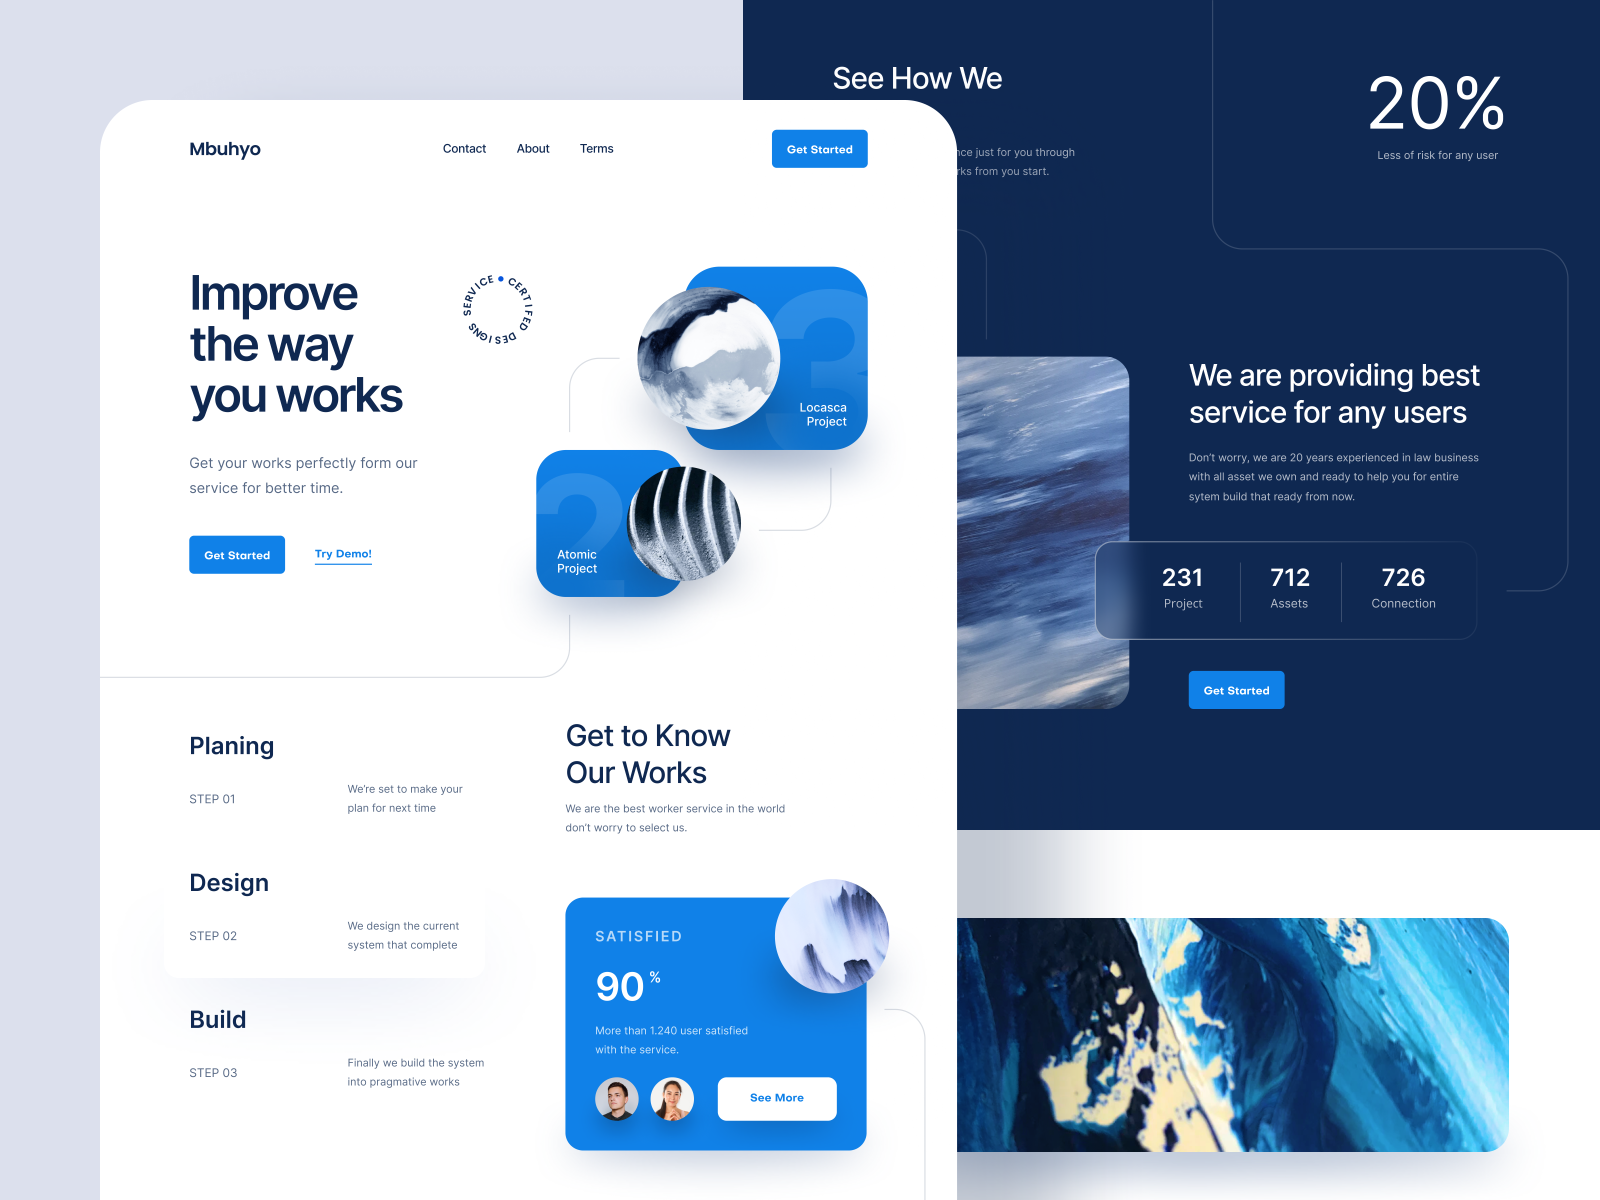 Mbuhyo
Contact
About
Terms
Get Started
Improve
the way
you works
SERVICE • CERTIFED DESIGNS
Get your works perfectly form our
service for better time.
Get Started
Try Demo!
3
Locasca
Project
2
Atomic
Project
Planing
STEP 01
We're set to make your
plan for next time
Design
STEP 02
We design the current
system that complete
Build
STEP 03
Finally we build the system
into pragmative works
Get to Know
Our Works
We are the best worker service in the world
don't worry to select us.
SATISFIED
90 %
More than 1.240 user satisfied
with the service.
See More
See How We
just for you through
from you start.
20%
Less of risk for any user
We are providing best
service for any users
Don't worry, we are 20 years experienced in law business
with all asset we own and ready to help you for entire
sytem build that ready from now.
231
Project
712
Assets
726
Connection
Get Started